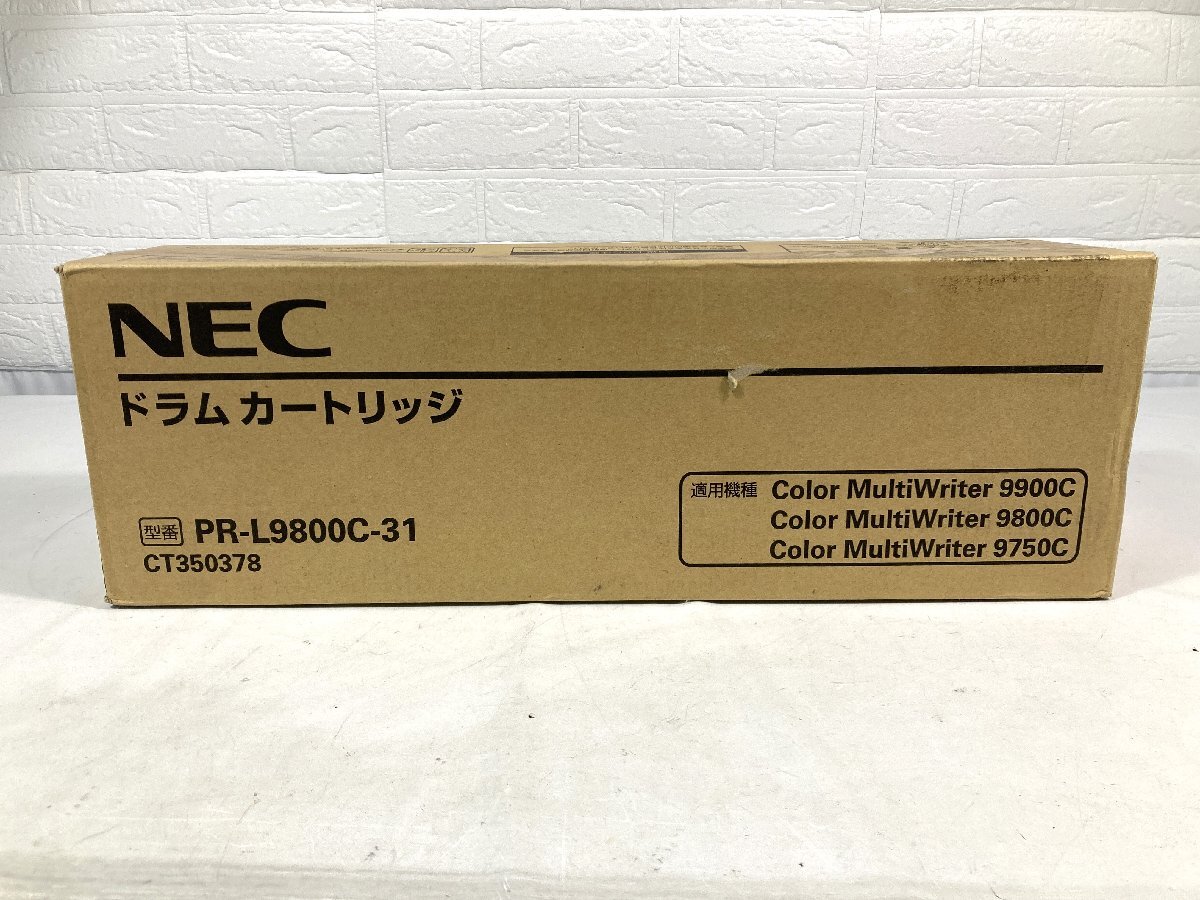 NEC
ドラム カートリッジ
型番 PR-L9800C-31
CT350378
適用機種 Color MultiWriter 9900C
Color MultiWriter 9800C
Color MultiWriter 9750C